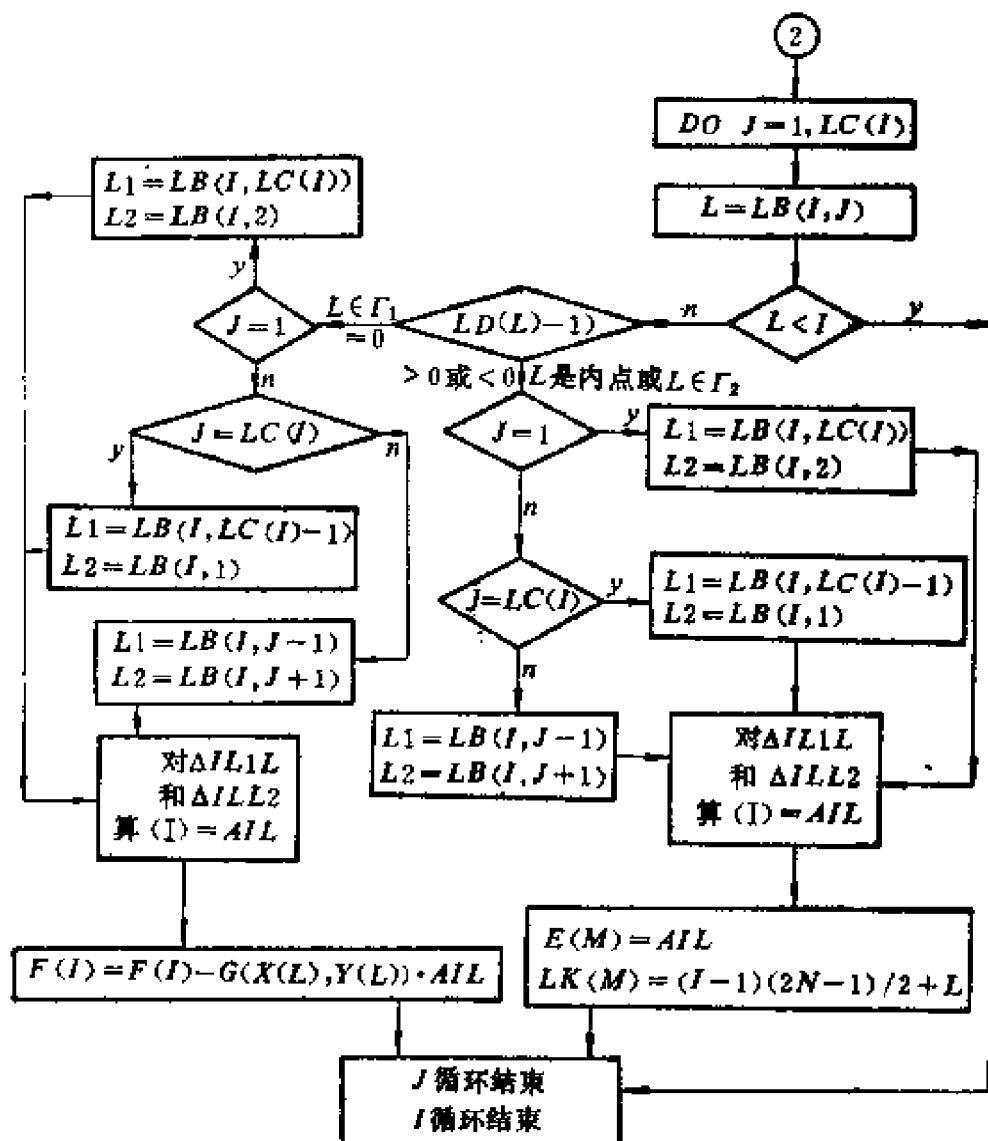 2
DO J=1,LC(I)
L=LB(I,J)
L<I
y
n
LD(L)-1
L∈Γ₁
=0
J=1
y
L1=LB(I,LC(I))
L2=LB(I,2)
n
J=LC(I)
y
n
L1=LB(I,LC(I)-1)
L2=LB(I,1)
L1=LB(I,J-1)
L2=LB(I,J+1)
对ΔIL1L
和ΔILL2
算(I)=AIL
F(I)=F(I)-G(X(L),Y(L))·AIL
>0或<0 L是内点或L∈Γ₂
J=1
y
L1=LB(I,LC(I))
L2=LB(I,2)
n
J=LC(I)
y
L1=LB(I,LC(I)-1)
L2=LB(I,1)
n
L1=LB(I,J-1)
L2=LB(I,J+1)
对ΔIL1L
和 ΔILL2
算(I)=AIL
E(M)=AIL
LK(M)=(I-1)(2N-1)/2+L
J循环结束
I循环结束